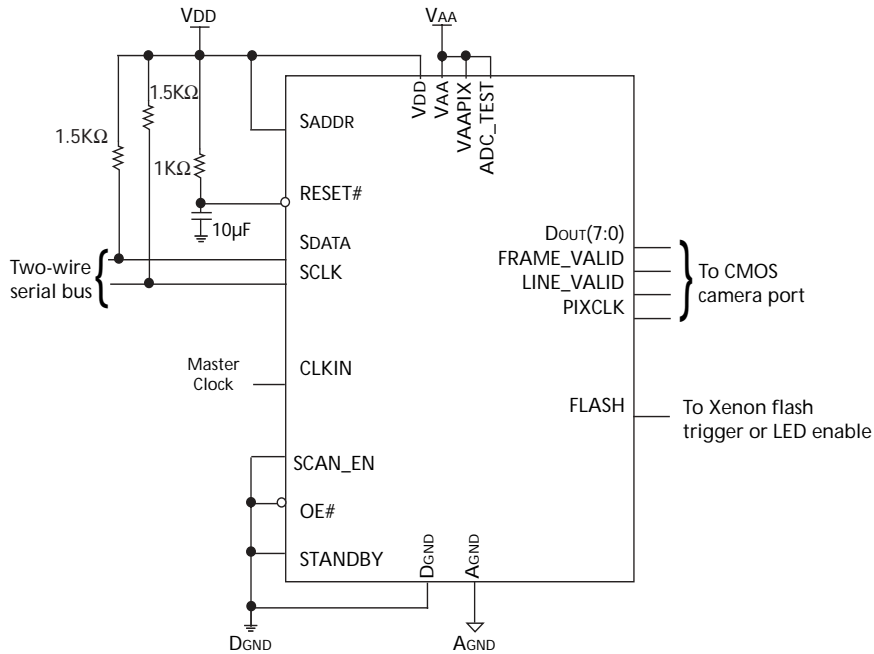 VDD
VAA
1.5KΩ
1.5KΩ
1KΩ
10µF
VDD
VAA
VAAPIX
ADC_TEST
SADDR
RESET#
SDATA
SCLK
Two-wire
serial bus
DOUT(7:0)
FRAME_VALID
LINE_VALID
PIXCLK
To CMOS
camera port
Master
Clock
CLKIN
FLASH
To Xenon flash
trigger or LED enable
SCAN_EN
OE#
STANDBY
DGND
AGND
DGND
AGND